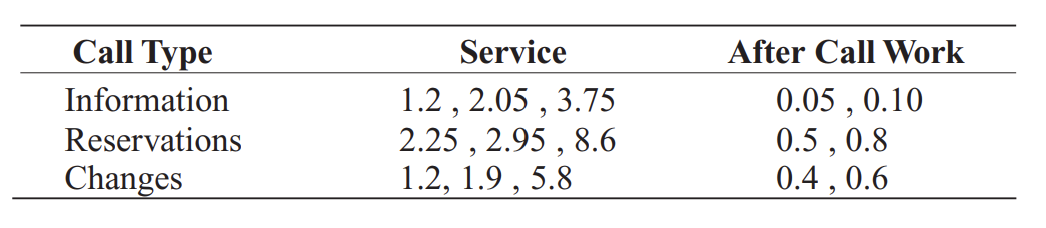 Call Type Service After Call Work
Information 1.2 , 2.05 , 3.75 0.05 , 0.10
Reservations 2.25 , 2.95 , 8.6 0.5 , 0.8
Changes 1.2, 1.9 , 5.8 0.4 , 0.6